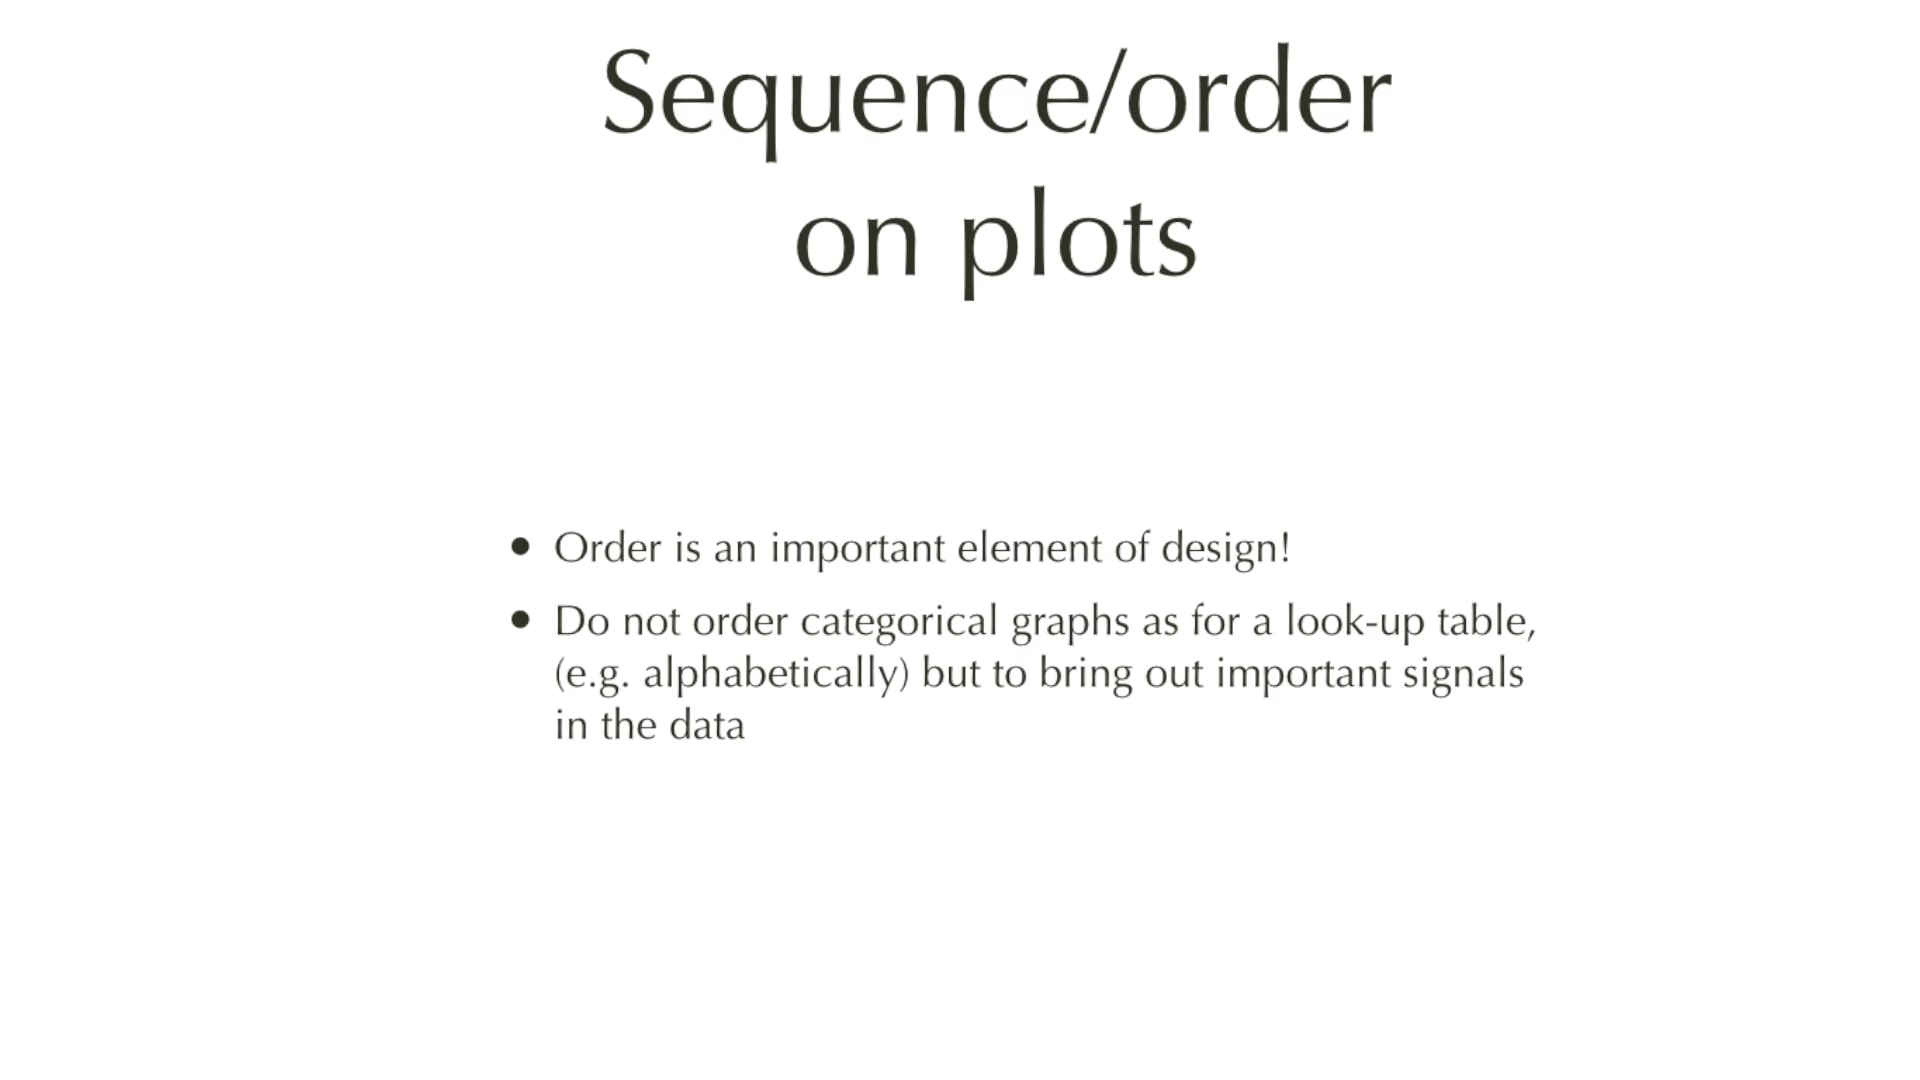 Sequence/order
on plots
• Order is an important element of design!
• Do not order categorical graphs as for a look-up table,
(e.g. alphabetically) but to bring out important signals
in the data